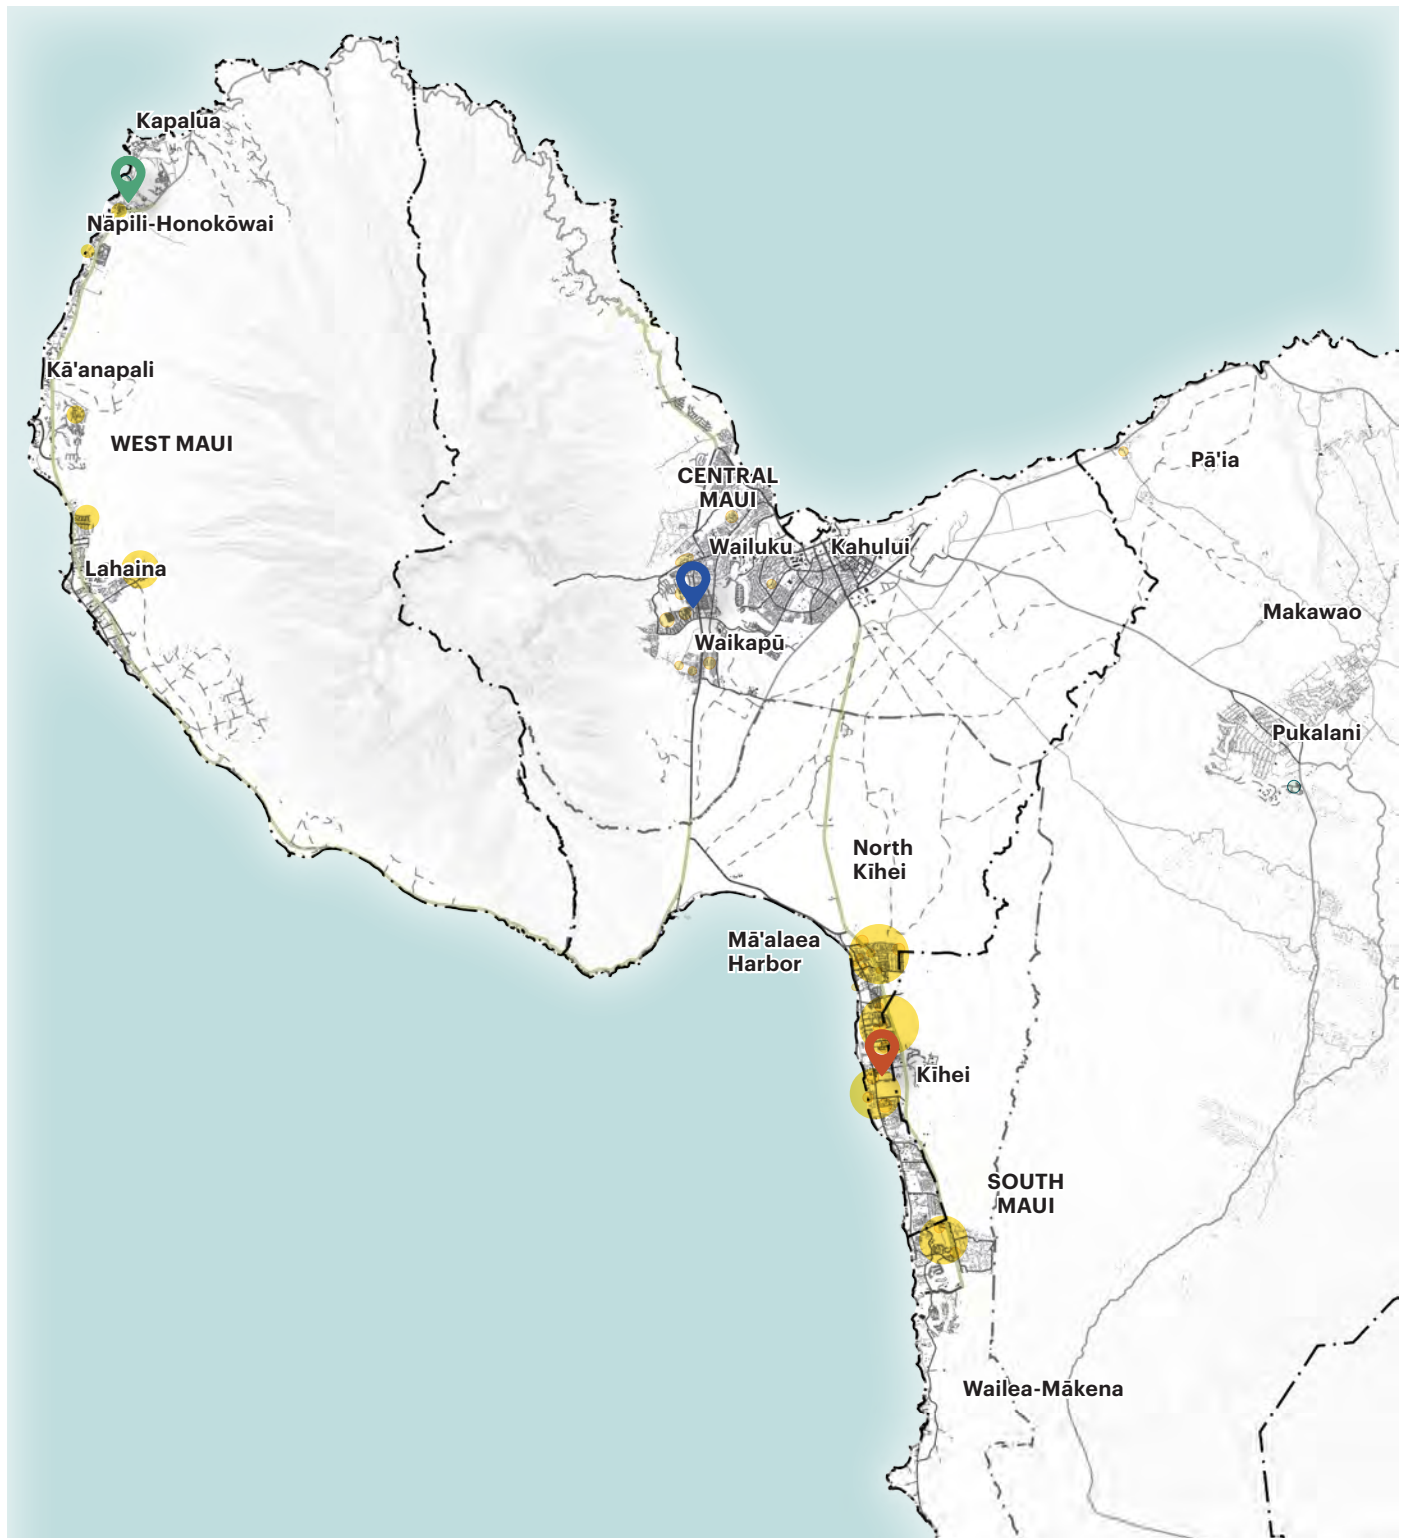 Kapalua
Nāpili-Honokōwai
Kā'anapali
WEST MAUI
Pā'ia
CENTRAL
MAUI
Wailuku
Kahului
Lahaina
Makawao
Waikapū
Pukalani
North
Kīhei
Mā'alaea
Harbor
Kīhei
SOUTH
MAUI
Wailea-Mākena